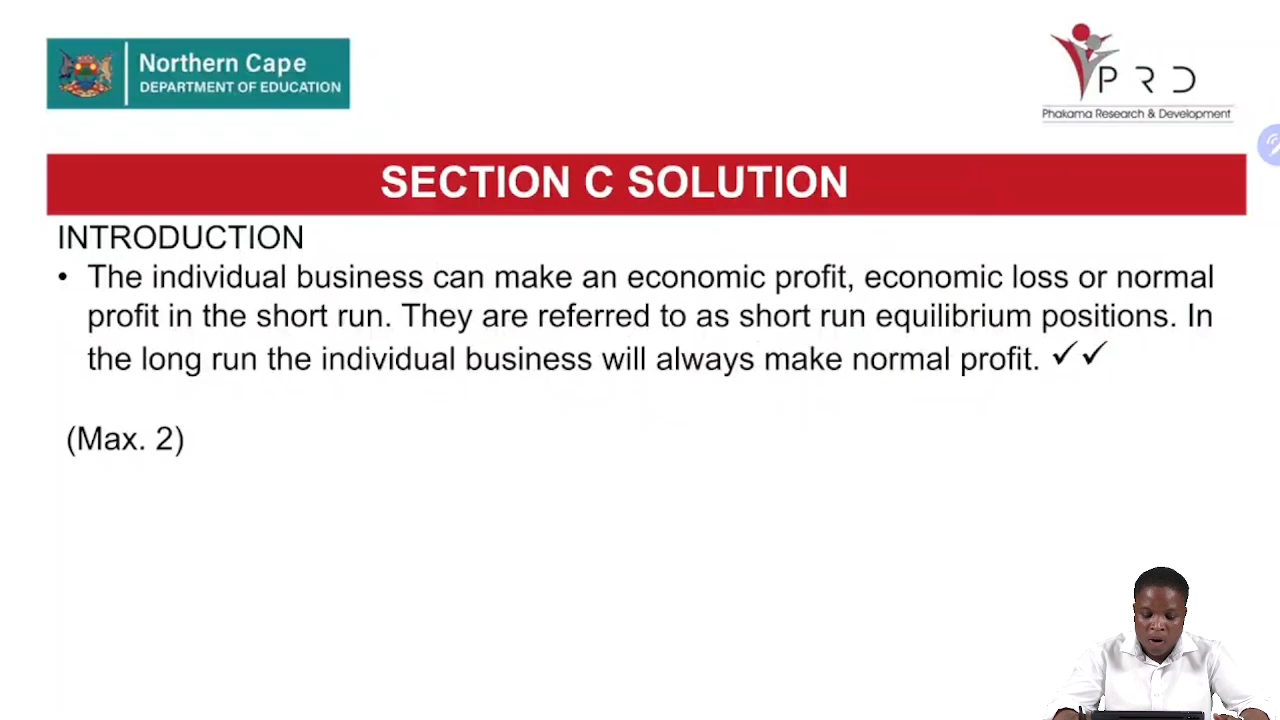 Northern Cape
DEPARTMENT OF EDUCATION
PRD
Phakama Research & Development
SECTION C SOLUTION
INTRODUCTION
• The individual business can make an economic profit, economic loss or normal
profit in the short run. They are referred to as short run equilibrium positions. In
the long run the individual business will always make normal profit. ✓✓
(Max. 2)